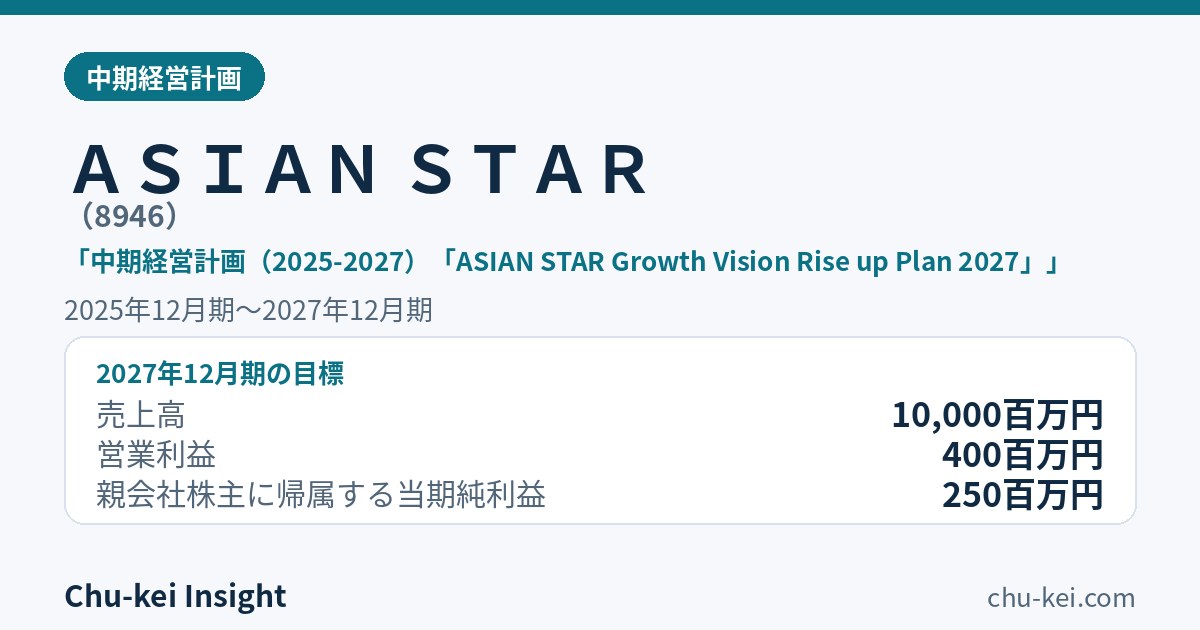 中期経営計画
ＡＳＩＡＮ ＳＴＡＲ
（8946）
「中期経営計画（2025-2027）「ASIAN STAR Growth Vision Rise up Plan 2027」」
2025年12月期～2027年12月期
2027年12月期の目標
売上高 10,000百万円
営業利益 400百万円
親会社株主に帰属する当期純利益 250百万円
Chu-kei Insight chu-kei.com